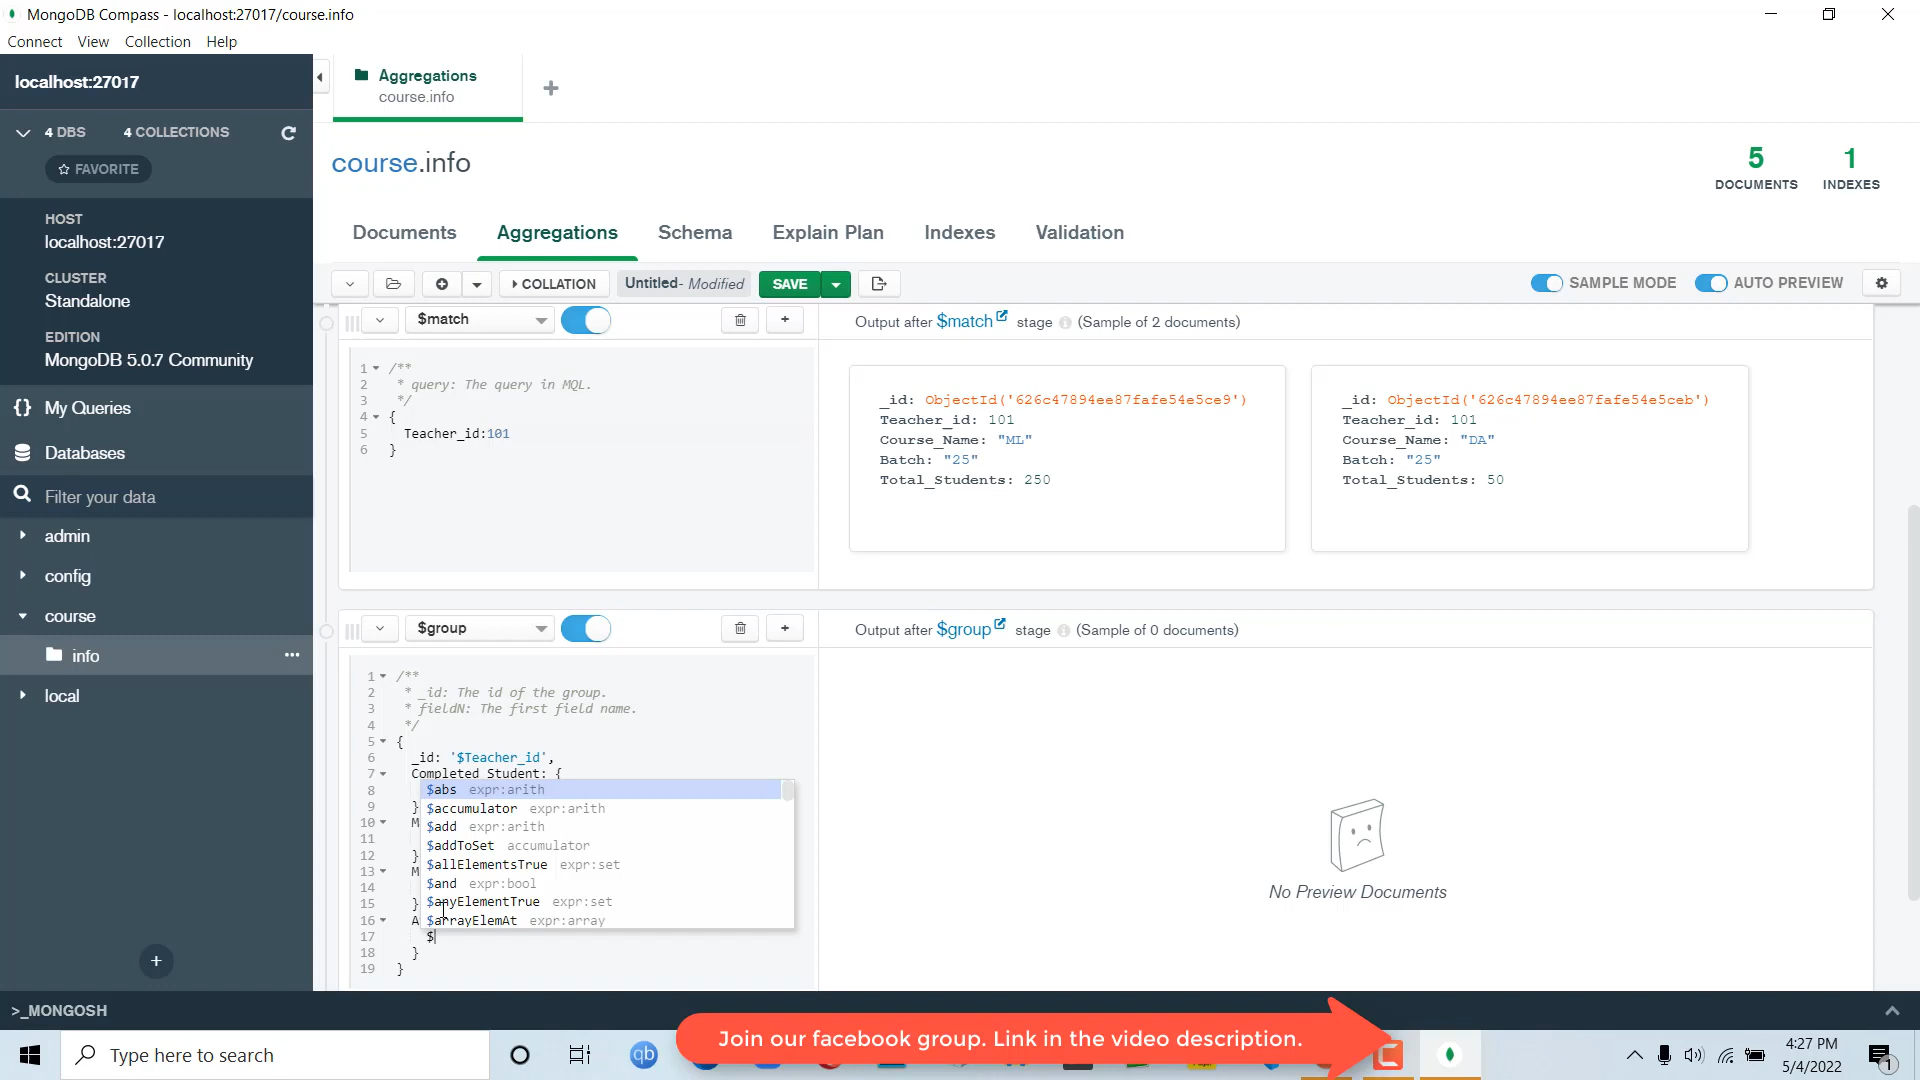 MongoDB Compass - localhost:27017/course.info
Connect View Collection Help
localhost:27017
Aggregations
course.info
4 DBS 4 COLLECTIONS
FAVORITE
course.info
5
DOCUMENTS
1
INDEXES
HOST
localhost:27017
CLUSTER
Standalone
EDITION
MongoDB 5.0.7 Community
My Queries
Databases
Filter your data
admin
config
course
info
local
Documents Aggregations Schema Explain Plan Indexes Validation
COLLATION Untitled- Modified SAVE SAMPLE MODE AUTO PREVIEW
$match
Output after $match stage (Sample of 2 documents)
1 /**
2 * query: The query in MQL.
3 */
4 {
5 Teacher_id:101
6 }
_id: ObjectId('626c47894ee87fafe54e5ce9')
Teacher_id: 101
Course_Name: "ML"
Batch: "25"
Total_Students: 250
_id: ObjectId('626c47894ee87fafe54e5ceb')
Teacher_id: 101
Course_Name: "DA"
Batch: "25"
Total_Students: 50
$group
Output after $group stage (Sample of 0 documents)
1 /**
2 * _id: The id of the group.
3 * fieldN: The first field name.
4 */
5 {
6 _id: '$Teacher_id',
7 Completed_Student: {
8
9 }
10 M
11
12 }
13 M
14
15 }
16 A
17 $
18 }
19 }
$abs expr:arith
$accumulator expr:arith
$add expr:arith
$addToSet accumulator
$allElementsTrue expr:set
$and expr:bool
$anyElementTrue expr:set
$arrayElemAt expr:array
No Preview Documents
>_MONGOSH
Join our facebook group. Link in the video description.
Type here to search
qb
4:27 PM
5/4/2022
1